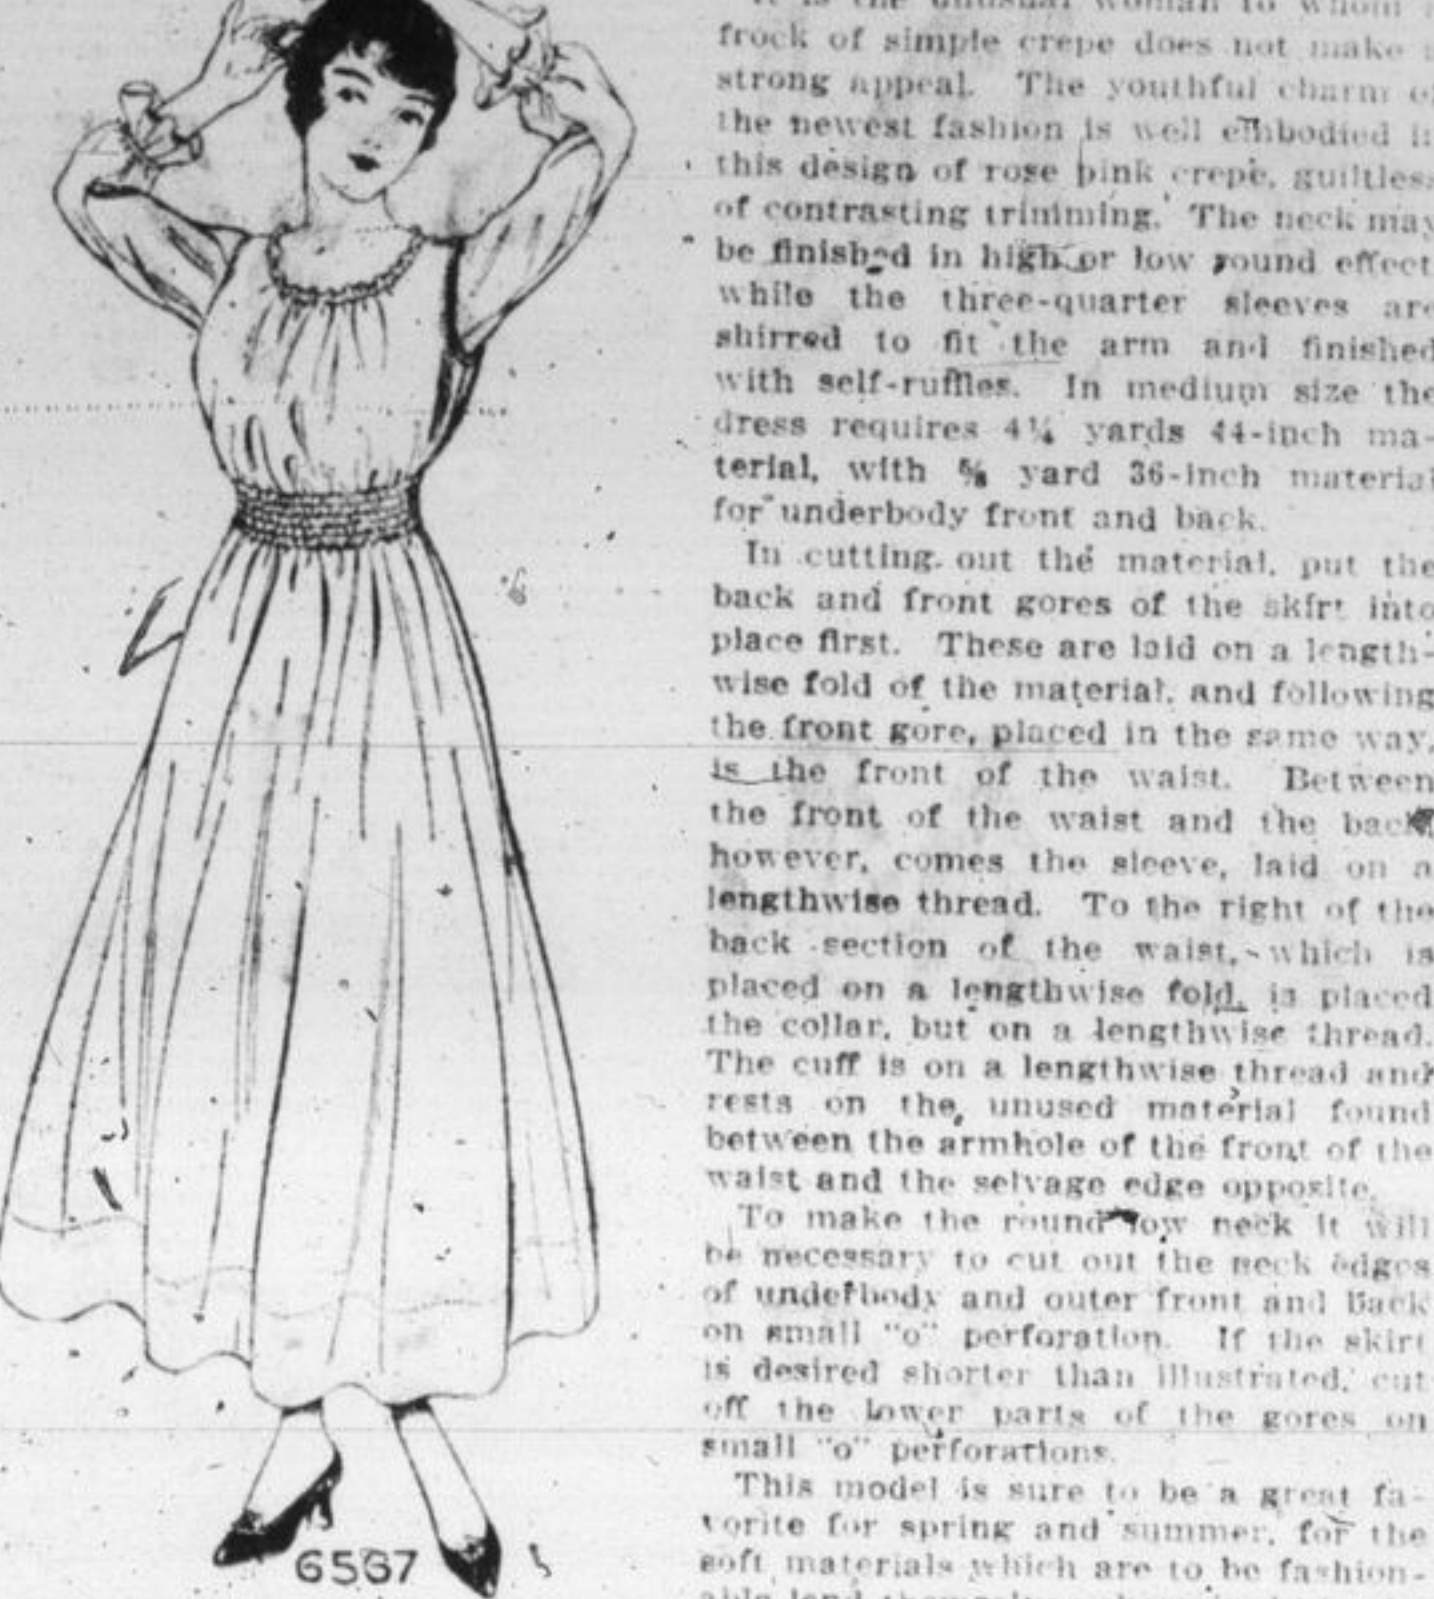 It is the unusual woman to whom
frock of simple crepe does not make a
strong appeal. The youthful charm of
the newest fashion is well embodied in
this design of rose pink crepe, guiltless
of contrasting trimming. The neck may
be finished in high or low round effect
while the three-quarter sleeves are
shirred to fit the arm and finished
with self-ruffles. In medium size the
dress requires 4¼ yards 44-inch ma-
terial, with ⅝ yard 36-inch material
for underbody front and back.
In cutting out the material, put the
back and front gores of the skirt into
place first. These are laid on a length-
wise fold of the material, and following
the front gore, placed in the same way,
is the front of the waist. Between
the front of the waist and the back
however, comes the sleeve, laid on a
lengthwise thread. To the right of the
back section of the waist, which is
placed on a lengthwise fold, is placed
the collar, but on a lengthwise thread.
The cuff is on a lengthwise thread and
rests on the unused material found
between the armhole of the front of the
waist and the selvage edge opposite.
To make the round low neck it will
be necessary to cut out the neck edges
of underbody and outer front and back
on small "o" perforation. If the skirt
is desired shorter than illustrated, cut
off the lower parts of the gores on
small "o" perforations.
This model is sure to be a great fa-
vorite for spring and summer, for the
soft materials which are to be fashion-
able lend themselves
6567